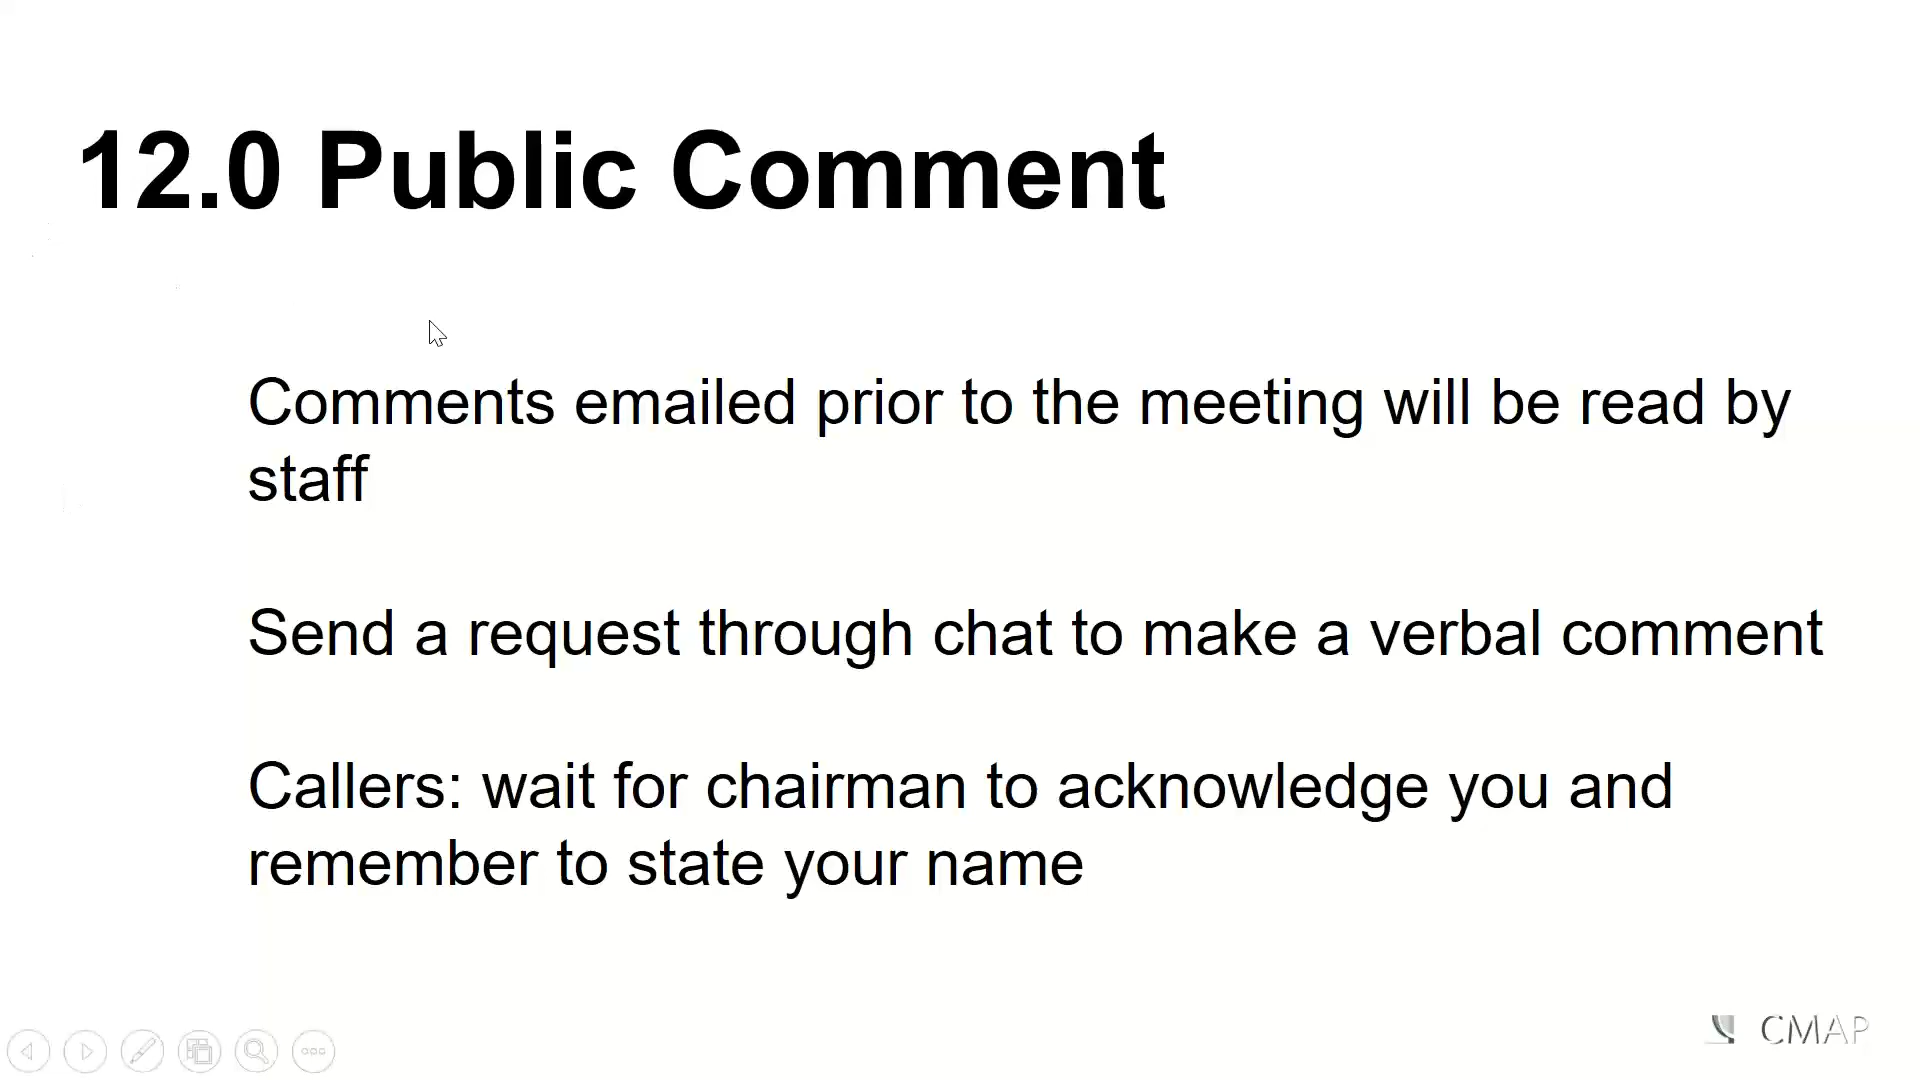 12.0 Public Comment
Comments emailed prior to the meeting will be read by
staff
Send a request through chat to make a verbal comment
Callers: wait for chairman to acknowledge you and
remember to state your name
CMAP